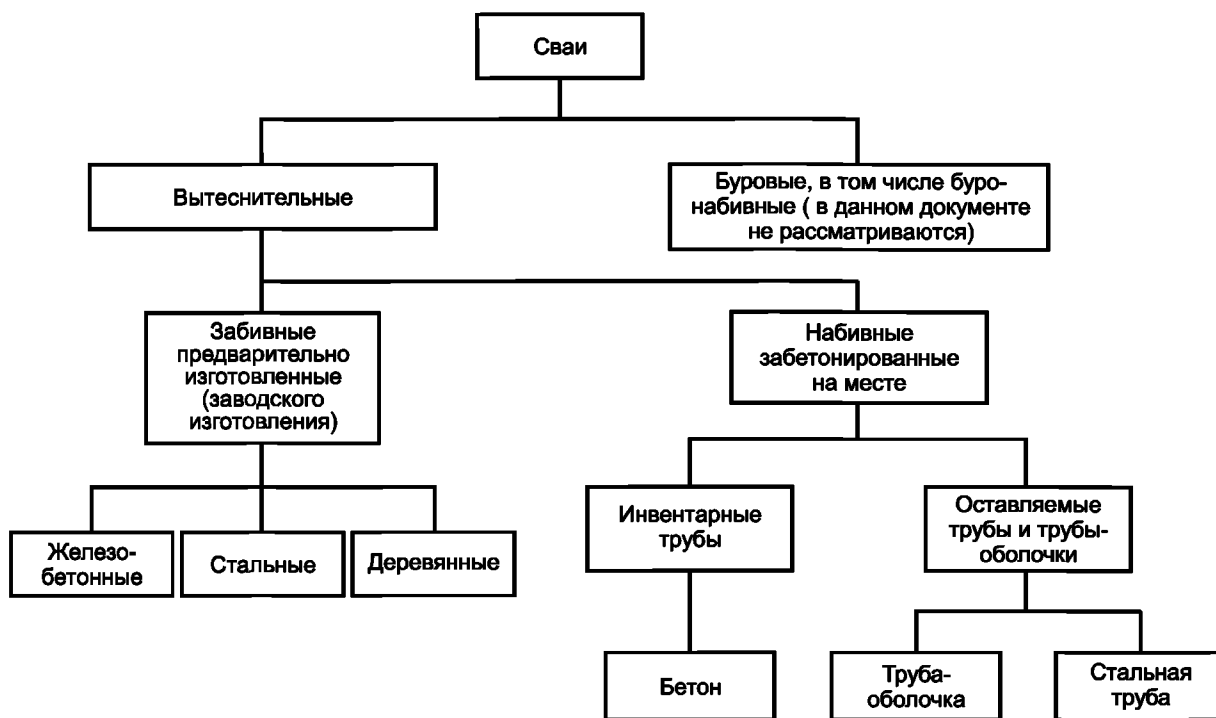 Сваи
Вытеснительные
Буровые, в том числе буро-
набивные ( в данном документе
не рассматриваются)
Забивные
предварительно
изготовленные
(заводского
изготовления)
Набивные
забетонированные
на месте
Железо-
бетонные
Стальные
Деревянные
Инвентарные
трубы
Оставляемые
трубы и трубы-
оболочки
Бетон
Труба-
оболочка
Стальная
труба